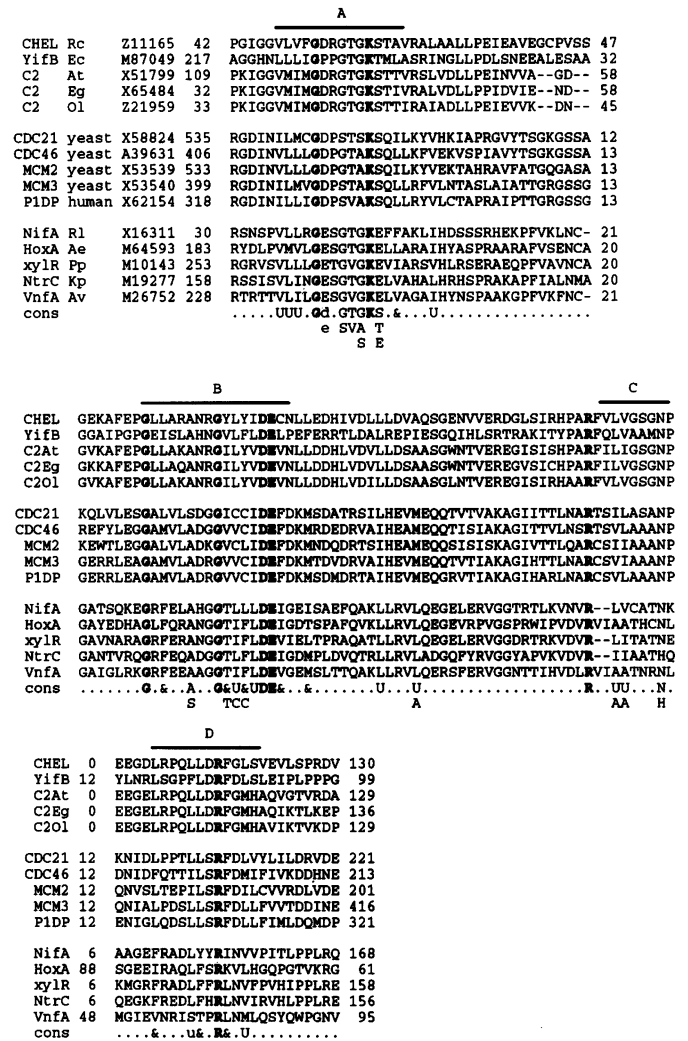 A
CHEL Rc Z11165 42 PGIGGVLVFGDRGTGKSTAVRALAALLPEIEAVEGCPVSS 47
YifB Ec M87049 217 AGGHNLLLIGPPGTGKTMLASRINGLLPDLSNEEALESAA 32
C2 At X51799 109 PKIGGVMIMGDRGTGKSTTVRSLVDLLPEINVVA--GD-- 58
C2 Eg X65484 32 PKIGGVMIMGDRGTGKSTIVRALVDLLPPIDVIE--ND-- 58
C2 Ol Z21959 33 PKIGGVMIMGDRGTGKSTTIRAIADLLPEIEVVK--DN-- 45
CDC21 yeast X58824 535 RGDINILMCGDPSTSKSQILKYVHKIAPRGVYTSGKGSSA 12
CDC46 yeast A39631 406 RGDINVLLLGDPGTAKSQLLKFVEKVSPIAVYTSGKGSSA 13
MCM2 yeast X53539 533 RGDINVLLLGDPGTAKSQILKYVEKTAHRAVFATGQGASA 13
MCM3 yeast X53540 399 RGDINILMVGDPSTAKSQLLRFVLNTASLAIATTGRGSSG 13
P1DP human X62154 318 RGDINILLIGDPSVAKSQLLRYVLCTAPRAIPTTGRGSSG 13
NifA Rl X16311 30 RSNSPVLLRGESGTGKEFFAKLIHDSSSRHEKPFVKLNC- 21
HoxA Ae M64593 183 RYDLPVMVLGESGTGKELLARAIHYASPRAARAFVSENCA 20
xylR Pp M10143 253 RGRVSVLLLGETGVGKEVIARSVHLRSERAEQPFVAVNCA 20
NtrC Kp M19277 158 RSSISVLINGESGTGKELVAHALHRHSPRAKAPFIALNMA 20
VnfA Av M26752 228 RTRTTVLILGESGVGKELVAGAIHYNSPAAKGPFVKFNC- 21
cons .....UUU.Gd.GTGKS.&...U.................
e SVA T
S E
B C
CHEL GEKAFEPGLLARANRGYLYIDECNLLEDHIVDLLLDVAQSGENVVERDGLSIRHPARFVLVGSGNP
YifB GGAIPGPGEISLAHNGVLFLDELPEFERRTLDALREPIESGQIHLSRTRAKITYPARFQLVAAMNP
C2At GVKAFEPGLLAKANRGILYVDEVNLLDDHLVDVLLDSAASGWNTVEREGISISHPARFILIGSGNP
C2Eg GKKAFEPGLLAQANRGILYVDEVNLLDDHLVDILLDSAASGWNTVEREGVSIRHPARFVLVGSGNP
C2Ol GVKAFEPGLLAKANRGILYVDEVNLLDDHLVDVLLDSAASGLNTVEREGISIRHAARFVLVGSGNP
CDC21 KQLVLESGALVLSDGGICCIDEFDKMSDATRSILHEVMEQQTVTVAKAGIITTLNARTSILASANP
CDC46 REFYLEGGAMVLADGGVVCIDEFDKMRDEDRVAIHEAMEQQTISIAKAGITTVLNSRTSVLAAANP
MCM2 KEWTLEGGALVLADKGVCLIDEFDKMNDQDRTSIHEAMEQQSISISKAGIVTTLQARCSIIAAANP
MCM3 GERRLEAGAMVLADRGVVCIDEFDKMTDVDRVAIHEVMEQQTVTIAKAGIHTTLNARCSVIAAANP
P1DP GERRLEAGAMVLADRGVVCIDEFDKMSDMDRTAIHEVMEQGRVTIAKAGIHARLNARCSVLAAANP
NifA GATSQKEGRFELAHGGTLLLDEIGEISAEFQAKLLRVLQEGELERVGGTRTLKVNVR--LVCATNK
HoxA GAYEDHAGLFQRANGGTIFLDEIGDTSPAFQVKLLRVLQEGEVRPVGSPRWIPVDVRVIAATHCNL
xylR GAVNARAGRFERANGGTIFLDEVIELTPRAQATLLRVLQEGELERVGGDRTRKVDVR--LITATNE
NtrC GANTVRQGRFEQADGGTLFLDEIGDMPLDVQTRLLRVLADGQFYRVGGYAPVKVDVR--IIAATHQ
VnfA GAIGLRKGRFEEAAGGTIFLDEVGEMSLTTQAKLLRVLQERSFERVGGNTTIHVDLRVIAATNRNL
cons .......G.&..A..G&U&UDE&..&.......U...U...................R...UU..N.
S TCC A AA H
D
CHEL 0 EEGDLRPQLLDRFGLSVEVLSPRDV 130
YifB 12 YLNRLSGPFLDRFDLSLEIPLPPPG 99
C2At 0 EEGELRPQLLDRFGMHAQVGTVRDA 129
C2Eg 0 EEGELRPQLLDRFGMHAQIKTLKEP 136
C2Ol 0 EEGELRPQLLDRFGMHAVIKTVKDP 129
CDC21 12 KNIDLPPTLLSRFDLVYLILDRVDE 221
CDC46 12 DNIDFQTTILSRFDMIFIVKDDHNE 213
MCM2 12 QNVSLTEPILSRFDILCVVRDLVDE 201
MCM3 12 QNIALPDSLLSRFDLLFVVTDDINE 416
P1DP 12 ENIGLQDSLLSRFDLLFIMLDQMDP 321
NifA 6 AAGEFRADLYYRINVVPITLPPLRQ 168
HoxA 88 SGEEIRAQLFSRKVLHGQPGTVKRG 61
xylR 6 KMGRFRADLFFRLNVFPVHIPPLRE 158
NtrC 6 QEGKFREDLFHRLNVIRVHLPPLRE 156
VnfA 48 MGIEVNRISTPRLNMLQSYQWPGNV 95
cons ....&...u&.R&.U..........